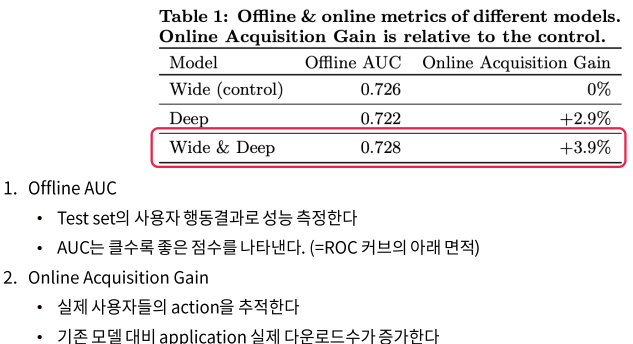 Table 1: Offline & online metrics of different models.
Online Acquisition Gain is relative to the control.
Model Offline AUC Online Acquisition Gain
Wide (control) 0.726 0%
Deep 0.722 +2.9%
Wide & Deep 0.728 +3.9%
1. Offline AUC
• Test set의 사용자 행동결과로 성능 측정한다
• AUC는 클수록 좋은 점수를 나타낸다. (=ROC 커브의 아래 면적)
2. Online Acquisition Gain
• 실제 사용자들의 action을 추적한다
• 기존 모델 대비 application 실제 다운로드수가 증가한다